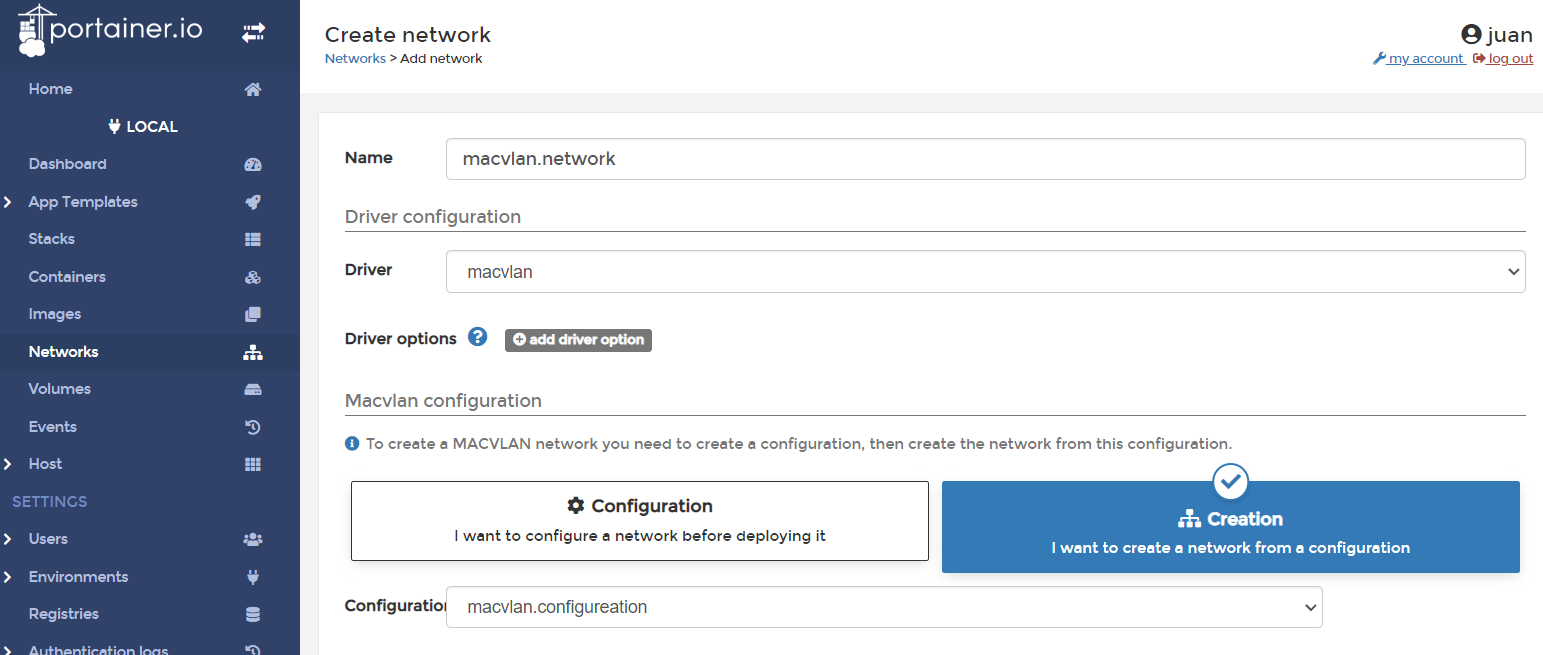 portainer.io
Home
LOCAL
Dashboard
App Templates
Stacks
Containers
Images
Networks
Volumes
Events
Host
SETTINGS
Users
Environments
Registries
Authentication logs
Create network
Networks > Add network
juan
my account log out
Name macvlan.network
Driver configuration
Driver macvlan
Driver options ? add driver option
Macvlan configuration
To create a MACVLAN network you need to create a configuration, then create the network from this configuration.
Configuration
I want to configure a network before deploying it
Creation
I want to create a network from a configuration
Configuration macvlan.configureation